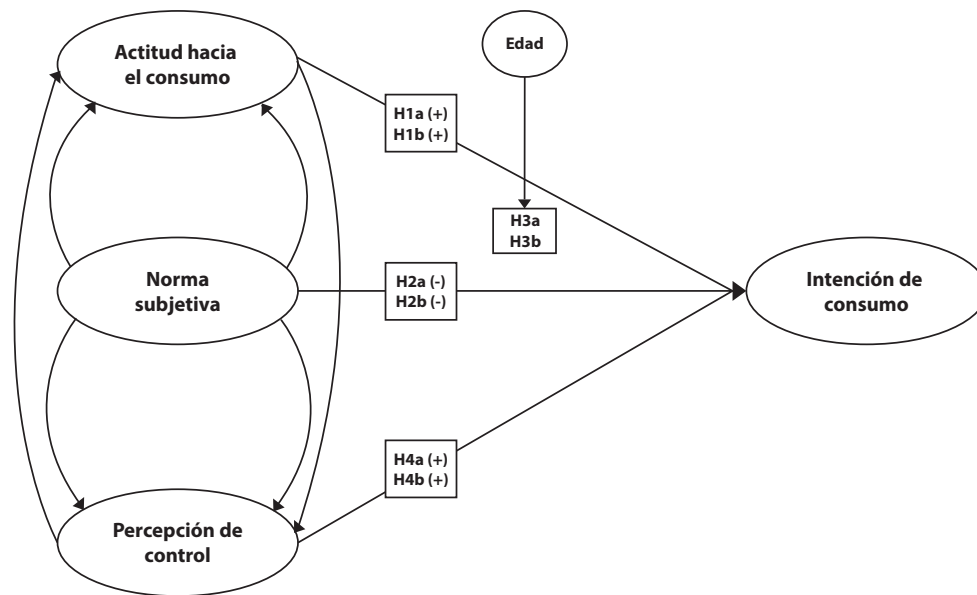 Actitud hacia
el consumo
Edad
H1a (+)
H1b (+)
H3a
H3b
Norma
subjetiva
H2a (-)
H2b (-)
Intención de
consumo
H4a (+)
H4b (+)
Percepción de
control